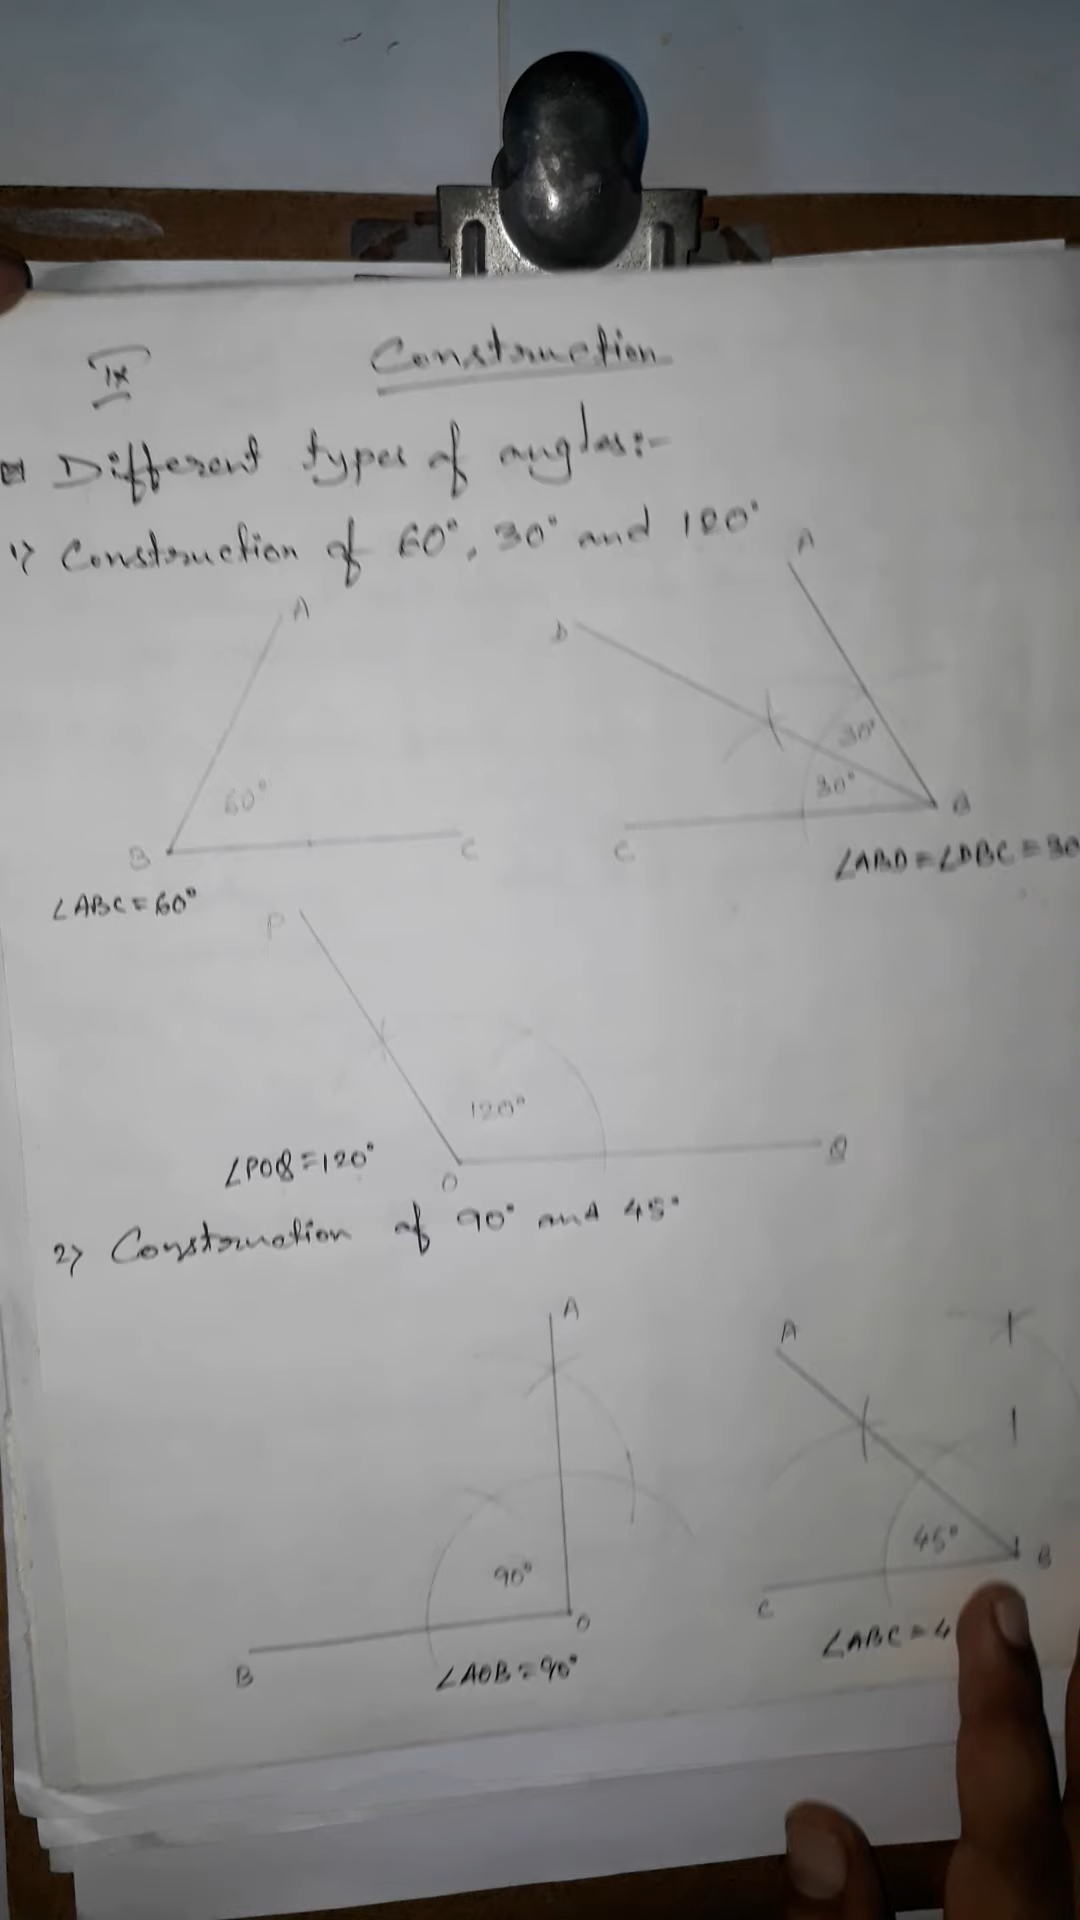 IX
Construction
Different types of angles:-
1) Construction of 60°, 30° and 120°
A
60°
B
C
∠ABC = 60°
A
D
30°
30°
C
B
∠ABD = ∠DBC = 30
P
120°
∠POQ = 120°
O
Q
2) Construction of 90° and 45°
A
90°
O
B
∠AOB = 90°
A
45°
B
C
∠ABC = 4